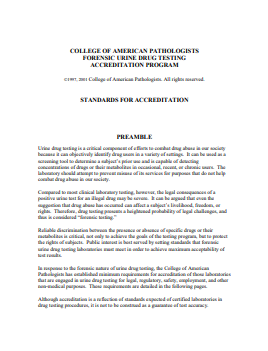 COLLEGE OF AMERICAN PATHOLOGISTS
FORENSIC URINE DRUG TESTING
ACCREDITATION PROGRAM
©1997, 2001 College of American Pathologists. All rights reserved.
STANDARDS FOR ACCREDITATION
PREAMBLE
Urine drug testing is a critical component of efforts to combat drug abuse in our society
because it can objectively identify drug users in a variety of settings. It can be used as a
screening tool to determine a subject's prior use and is capable of detecting
concentrations of drugs or their metabolites in occasional, recent, or chronic users. The
laboratory should attempt to prevent misuse of its services for purposes that do not help
combat drug abuse in our society.
Compared to most clinical laboratory testing, however, the legal consequences of a
positive urine test for an illegal drug may be severe. It can be argued that even the
suggestion that drug abuse has occurred can affect a subject's livelihood, freedom, or
rights. Therefore, drug testing presents a heightened probability of legal challenges, and
thus is considered "forensic testing."
Reliable discrimination between the presence or absence of specific drugs or their
metabolites is critical, not only to achieve the goals of the testing program, but to protect
the rights of subjects. Public interest is best served by setting standards that forensic
urine drug testing laboratories must meet in order to achieve maximum acceptability of
test results.
In response to the forensic nature of urine drug testing, the College of American
Pathologists has established minimum requirements for accreditation of those laboratories
that are engaged in urine drug testing for legal, regulatory, safety, employment, and other
non-medical purposes. These requirements are detailed in the following pages.
Although accreditation is a reflection of standards expected of certified laboratories in
drug testing procedures, it is not to be construed as a guarantee of test accuracy.